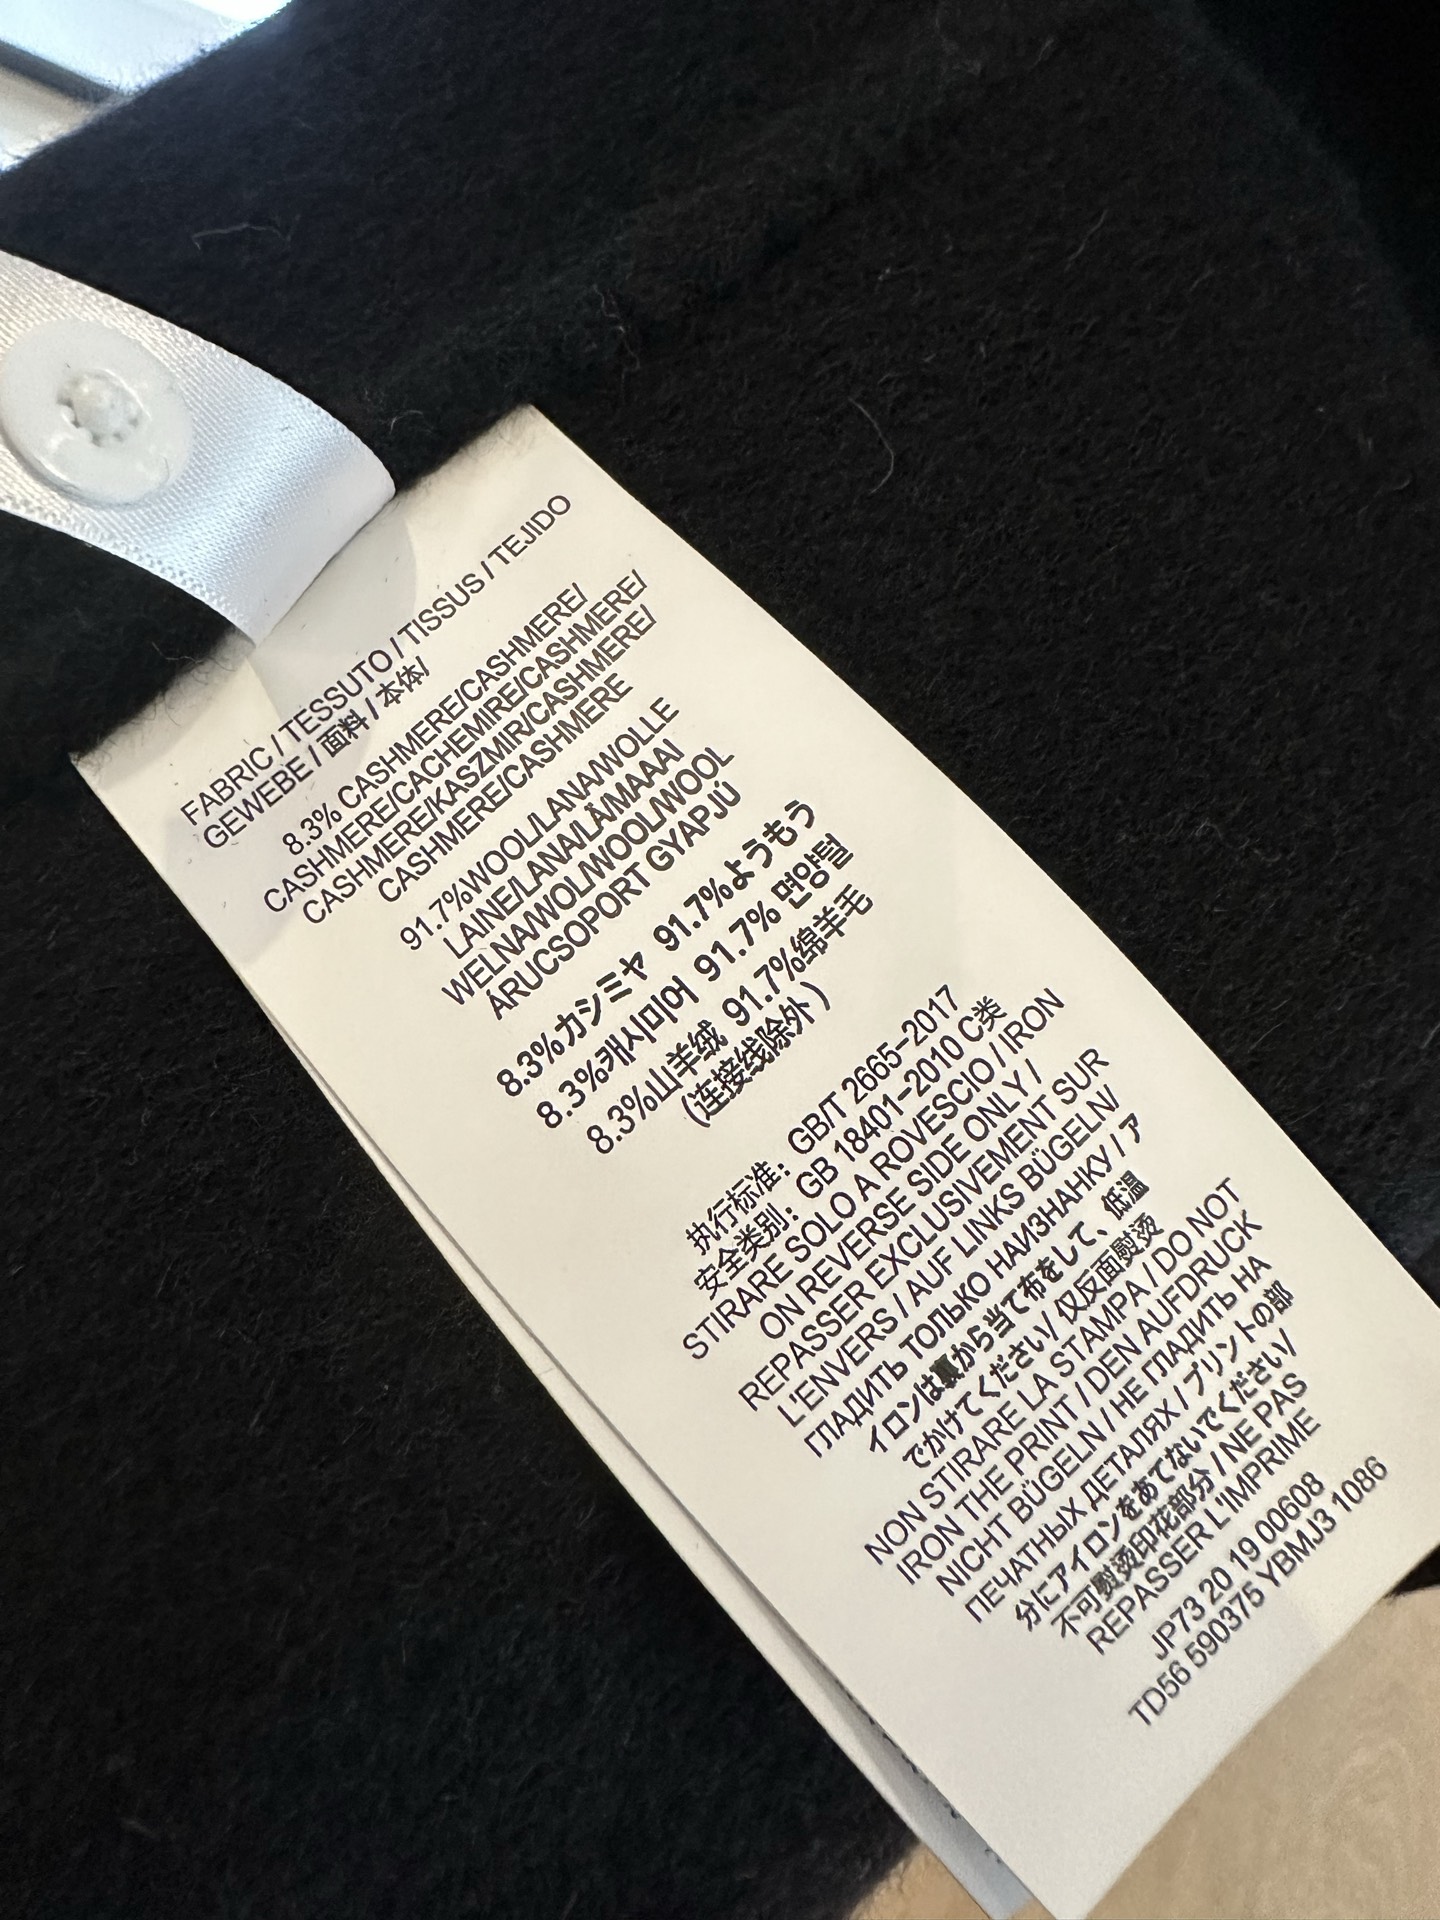 FABRIC / TESSUTO / TISSUS / TEJIDO
GEWEBE / 面料 / 本体/
8.3% CASHMERE/CASHMERE/CASHMERE/
CASHMERE/CACHEMIRE/CASHMERE/
CASHMERE/KASZMIR/CASHMERE/
CASHMERE/CASHMERE
91.7%WOOL/LANA/WOLLE
LAINE/LANA/LÃ/MAAAI
WELNA/WOL/WOOL/WOOL
ÁRUCSOPORT GYAPJÚ
8.3%カシミヤ 91.7%ようもう
8.3%캐시미어 91.7% 면양털
8.3%山羊绒 91.7%绵羊毛
(连接线除外)
执行标准: GB/T 2665-2017
安全类别: GB 18401-2010 C类
STIRARE SOLO A ROVESCIO / IRON
ON REVERSE SIDE ONLY /
REPASSER EXCLUSIVEMENT SUR
L'ENVERS / AUF LINKS BÜGELN/
ГЛАДИТЬ ТОЛЬКО НАИЗНАНКУ / ア
イロンは裏から当て布をして、低温
でかけてください/ 仅反面熨烫
NON STIRARE LA STAMPA / DO NOT
IRON THE PRINT / DEN AUFDRUCK
NICHT BÜGELN / НЕ ГЛАДИТЬ НА
ПЕЧАТНЫХ ДЕТАЛЯХ / プリントの部
分にアイロンをあてないでください/
不可熨烫印花部分 / NE PAS
REPASSER L'IMPRIME
JP73 20 19 00608
TD56 590375 YBMJ3 1086